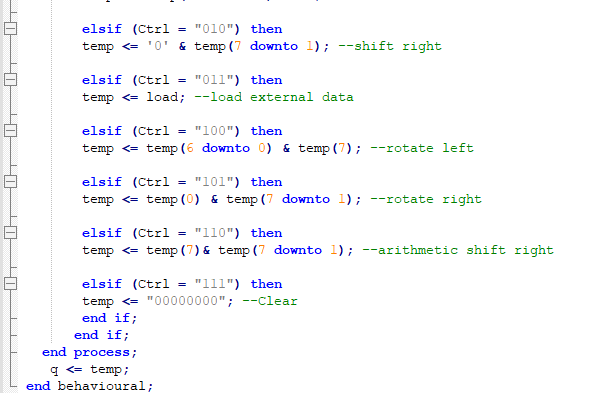 elsif (Ctrl = "010") then
temp <= '0' & temp(7 downto 1); --shift right
elsif (Ctrl = "011") then
temp <= load; --load external data
elsif (Ctrl = "100") then
temp <= temp(6 downto 0) & temp(7); --rotate left
elsif (Ctrl = "101") then
temp <= temp(0) & temp(7 downto 1); --rotate right
elsif (Ctrl = "110") then
temp <= temp(7)& temp(7 downto 1); --arithmetic shift right
elsif (Ctrl = "111") then
temp <= "00000000"; --Clear
end if;
end if;
end process;
q <= temp;
end behavioural;